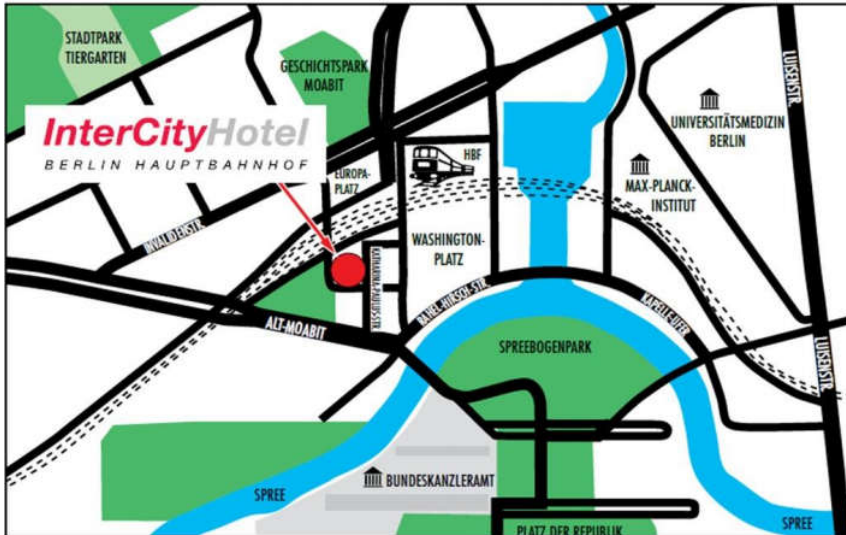 STADTPARK
TIERGARTEN
GESCHICHTSPARK
MOABIT
LUISENSTR.
UNIVERSITÄTSMEDIZIN
BERLIN
InterCityHotel
BERLIN HAUPTBAHNHOF
HBF
EUROPA-
PLATZ
MAX-PLANCK-
INSTITUT
INVALIDENSTR.
WASHINGTON-
PLATZ
KATHARINA-PAULUS-STR.
RAHEL-HIRSCH-STR.
KAPELLE-UFER
ALT-MOABIT
SPREEBOGENPARK
LUISENSTR.
BUNDESKANZLERAMT
SPREE
SPREE
PLATZ DER REPUBLIK